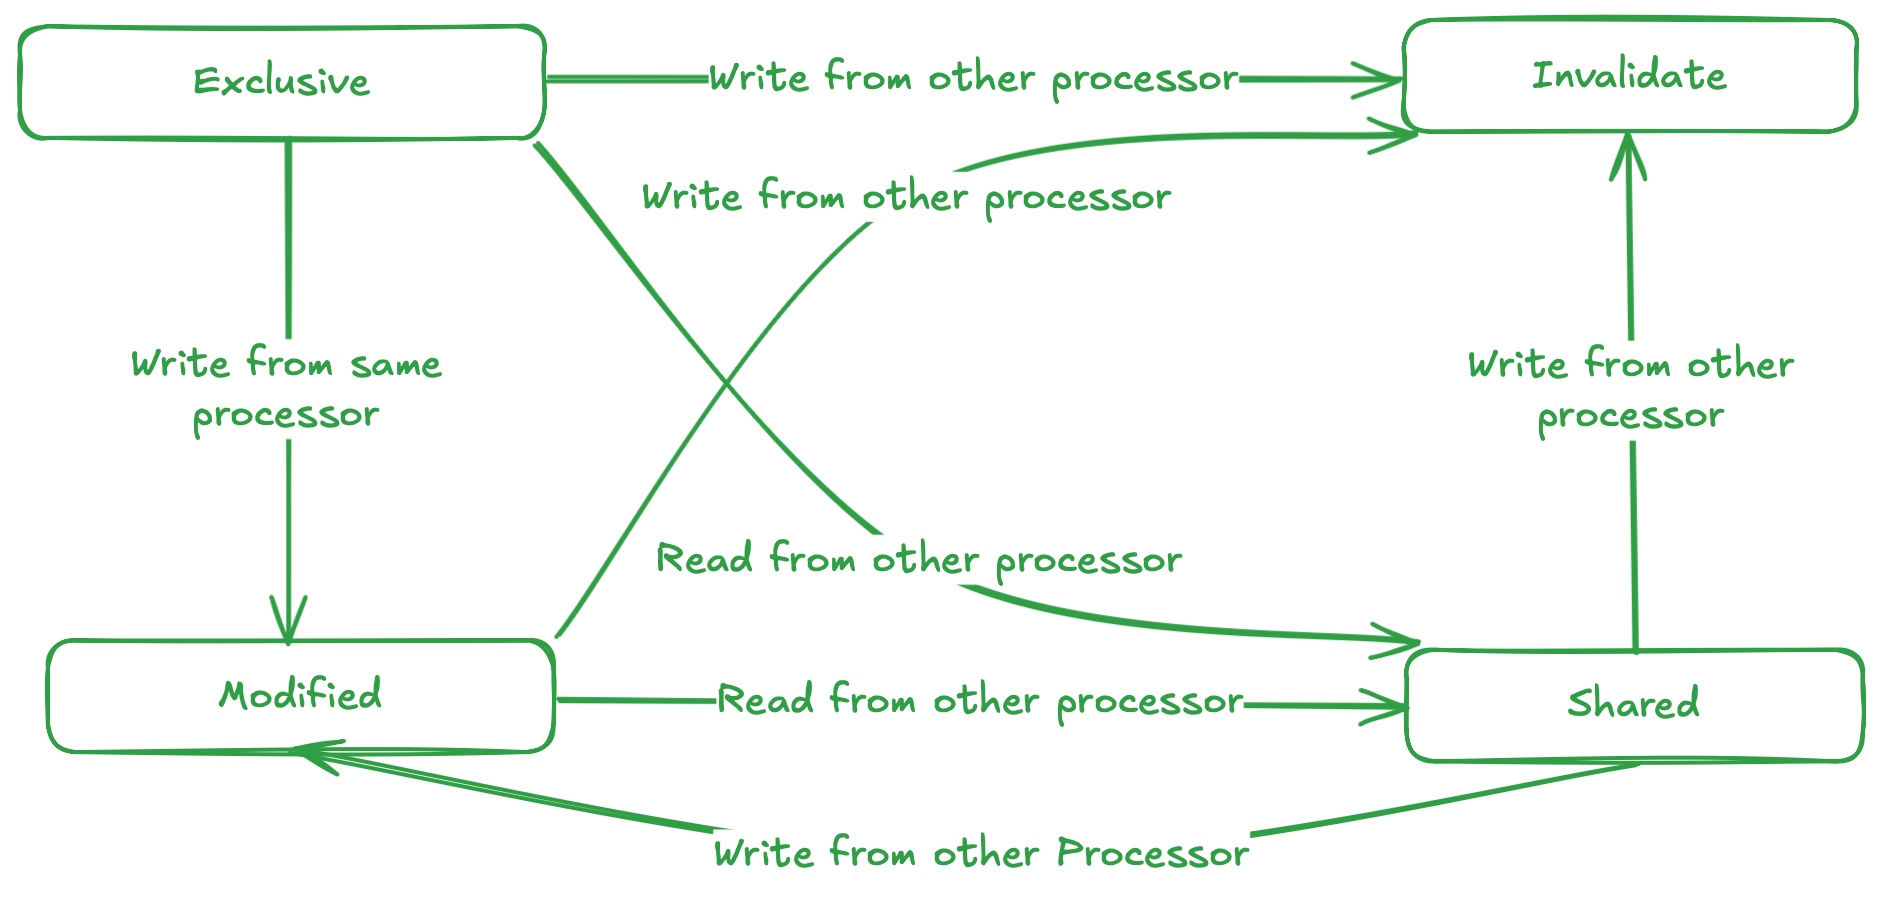 Exclusive
Write from other processor
Invalidate
Write from other processor
Write from same
processor
Write from other
processor
Read from other processor
Modified
Read from other processor
Shared
Write from other Processor